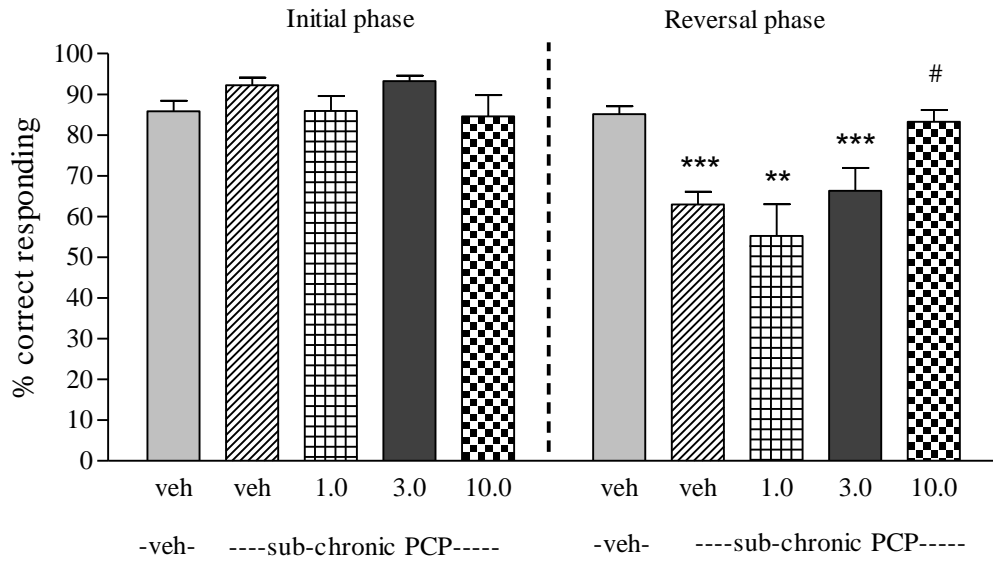 Initial phase
Reversal phase
% correct responding
100
90
80
70
60
50
40
30
20
10
0
***
**
***
#
veh veh 1.0 3.0 10.0
veh veh 1.0 3.0 10.0
-veh- ----sub-chronic PCP-----
-veh- ----sub-chronic PCP-----